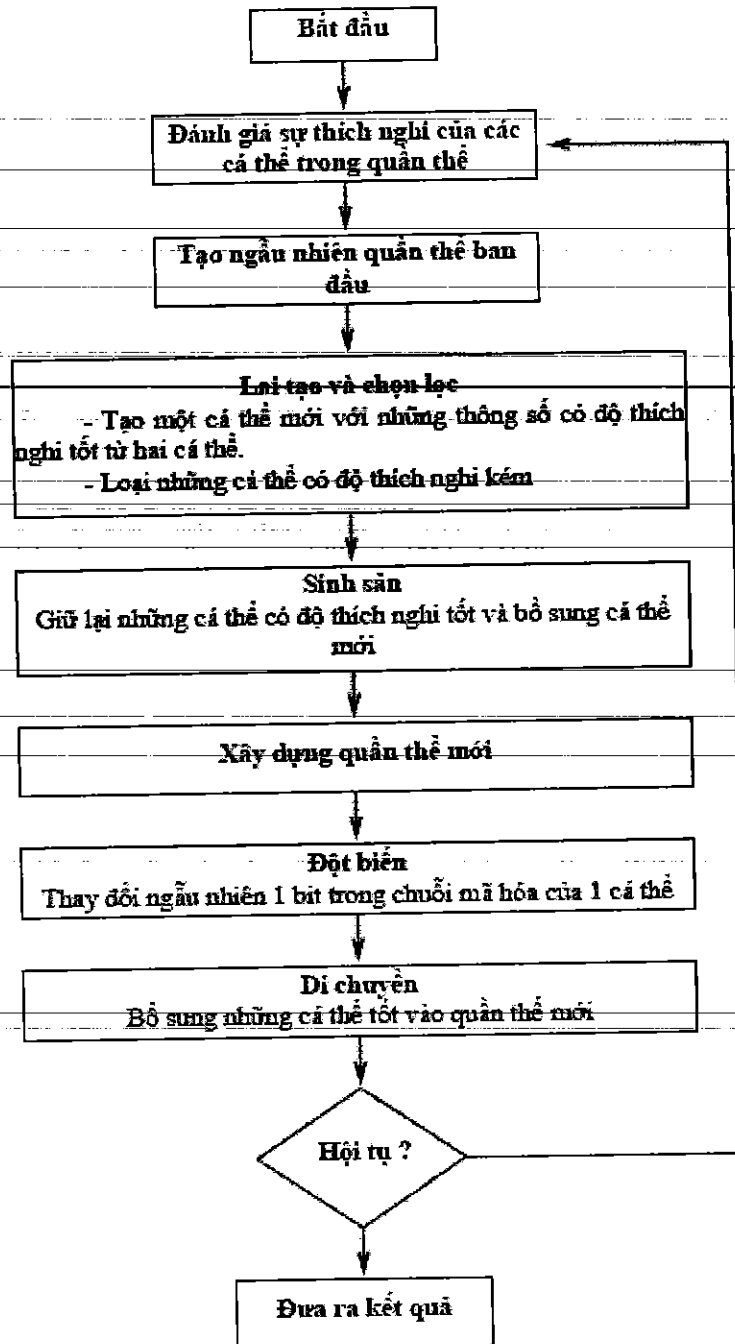 Bắt đầu
Đánh giá sự thích nghi của các
cá thể trong quần thể
Tạo ngẫu nhiên quần thể ban
đầu
Lai tạo và chọn lọc
- Tạo một cá thể mới với những thông số có độ thích
nghi tốt từ hai cá thể.
- Loại những cá thể có độ thích nghi kém
Sinh sản
Giữ lại những cá thể có độ thích nghi tốt và bổ sung cá thể
mới
Xây dựng quần thể mới
Đột biến
Thay đổi ngẫu nhiên 1 bit trong chuỗi mã hóa của 1 cá thể
Di chuyển
Bổ sung những cá thể tốt vào quần thể mới
Hội tụ ?
Đưa ra kết quả